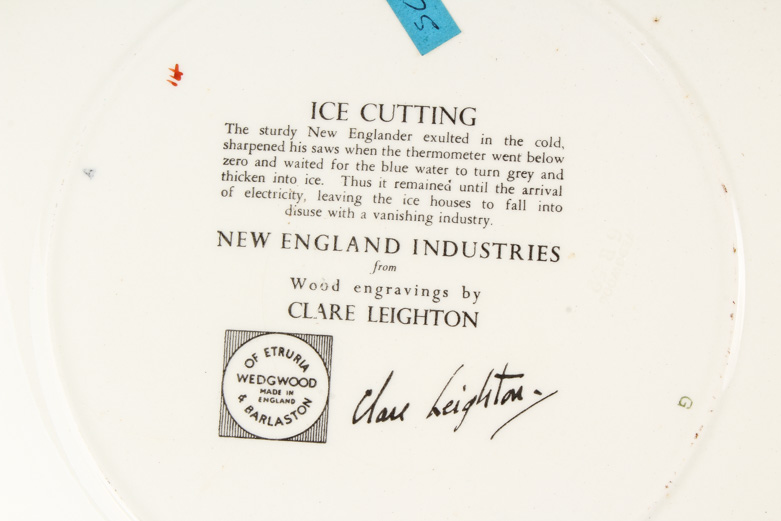 ICE CUTTING
The sturdy New Englander exulted in the cold,
sharpened his saws when the thermometer went below
zero and waited for the blue water to turn grey and
thicken into ice. Thus it remained until the arrival
of electricity, leaving the ice houses to fall into
disuse with a vanishing industry.
NEW ENGLAND INDUSTRIES
from
Wood engravings by
CLARE LEIGHTON
OF ETRURIA
WEDGWOOD
MADE IN
ENGLAND
& BARLASTON
Clare Leighton
G